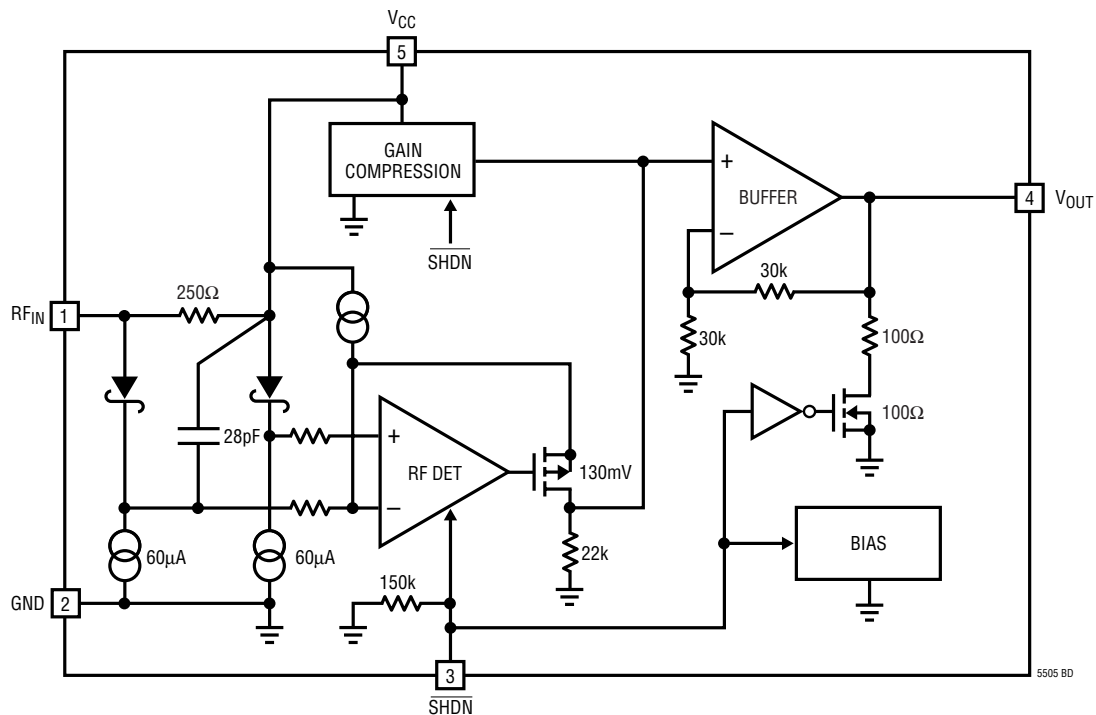 VCC
5
GAIN
COMPRESSION
+
BUFFER
–
4
VOUT
SHDN
30k
250Ω
RFIN
1
30k
100Ω
28pF
+
RF DET
–
130mV
100Ω
60µA
60µA
22k
BIAS
150k
GND
2
3
SHDN
5505 BD